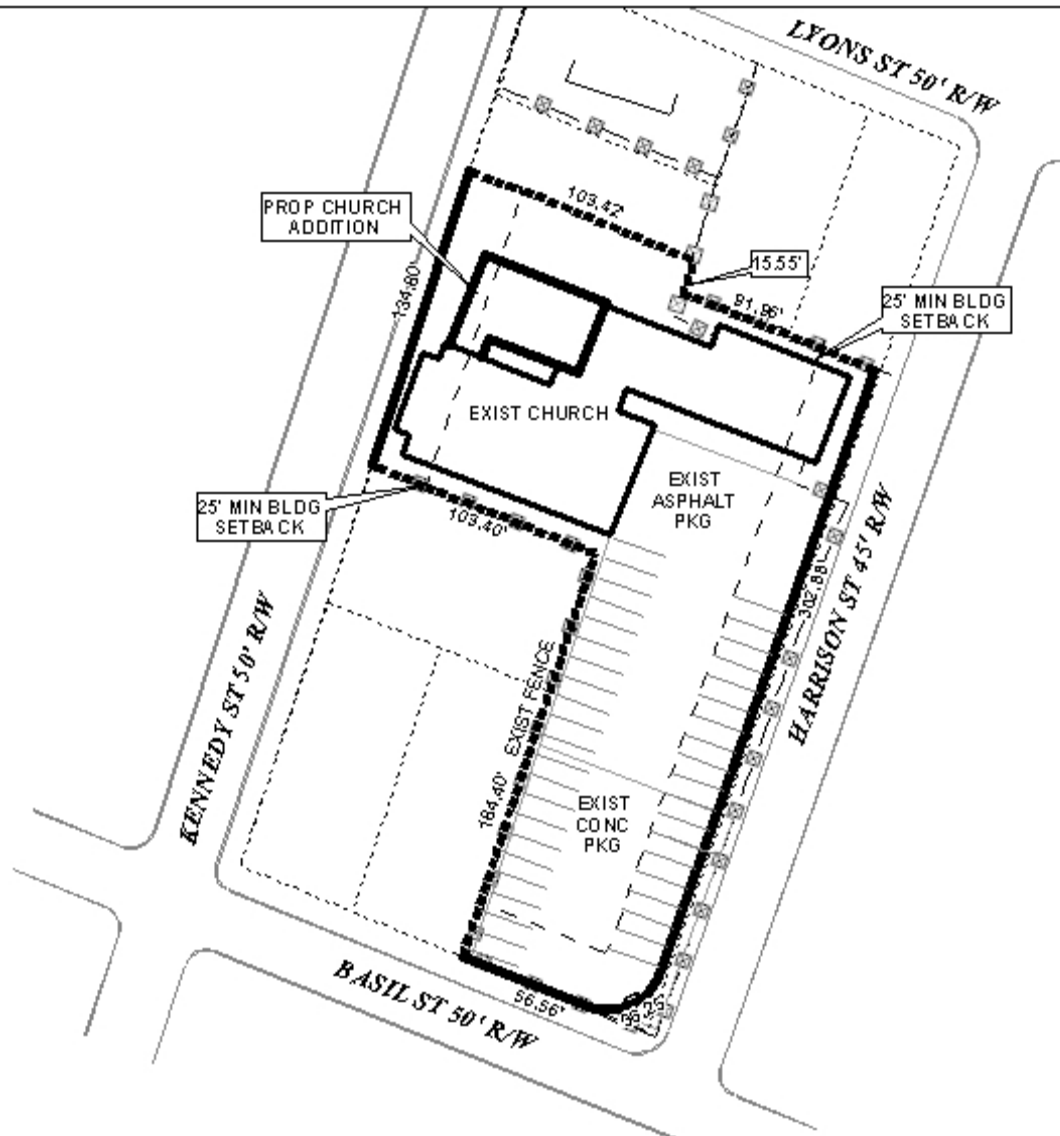 LYONS ST 50' R/W
PROP CHURCH
ADDITION
103.42'
15.55'
91.96'
25' MIN BLDG
SETBACK
134.80'
EXIST CHURCH
EXIST
ASPHALT
PKG
25' MIN BLDG
SETBACK
103.40'
302.88'
HARRISON ST 45' R/W
KENNEDY ST 50' R/W
EXIST FENCE
184.40'
EXIST
CONC
PKG
BASIL ST 50' R/W
56.56'